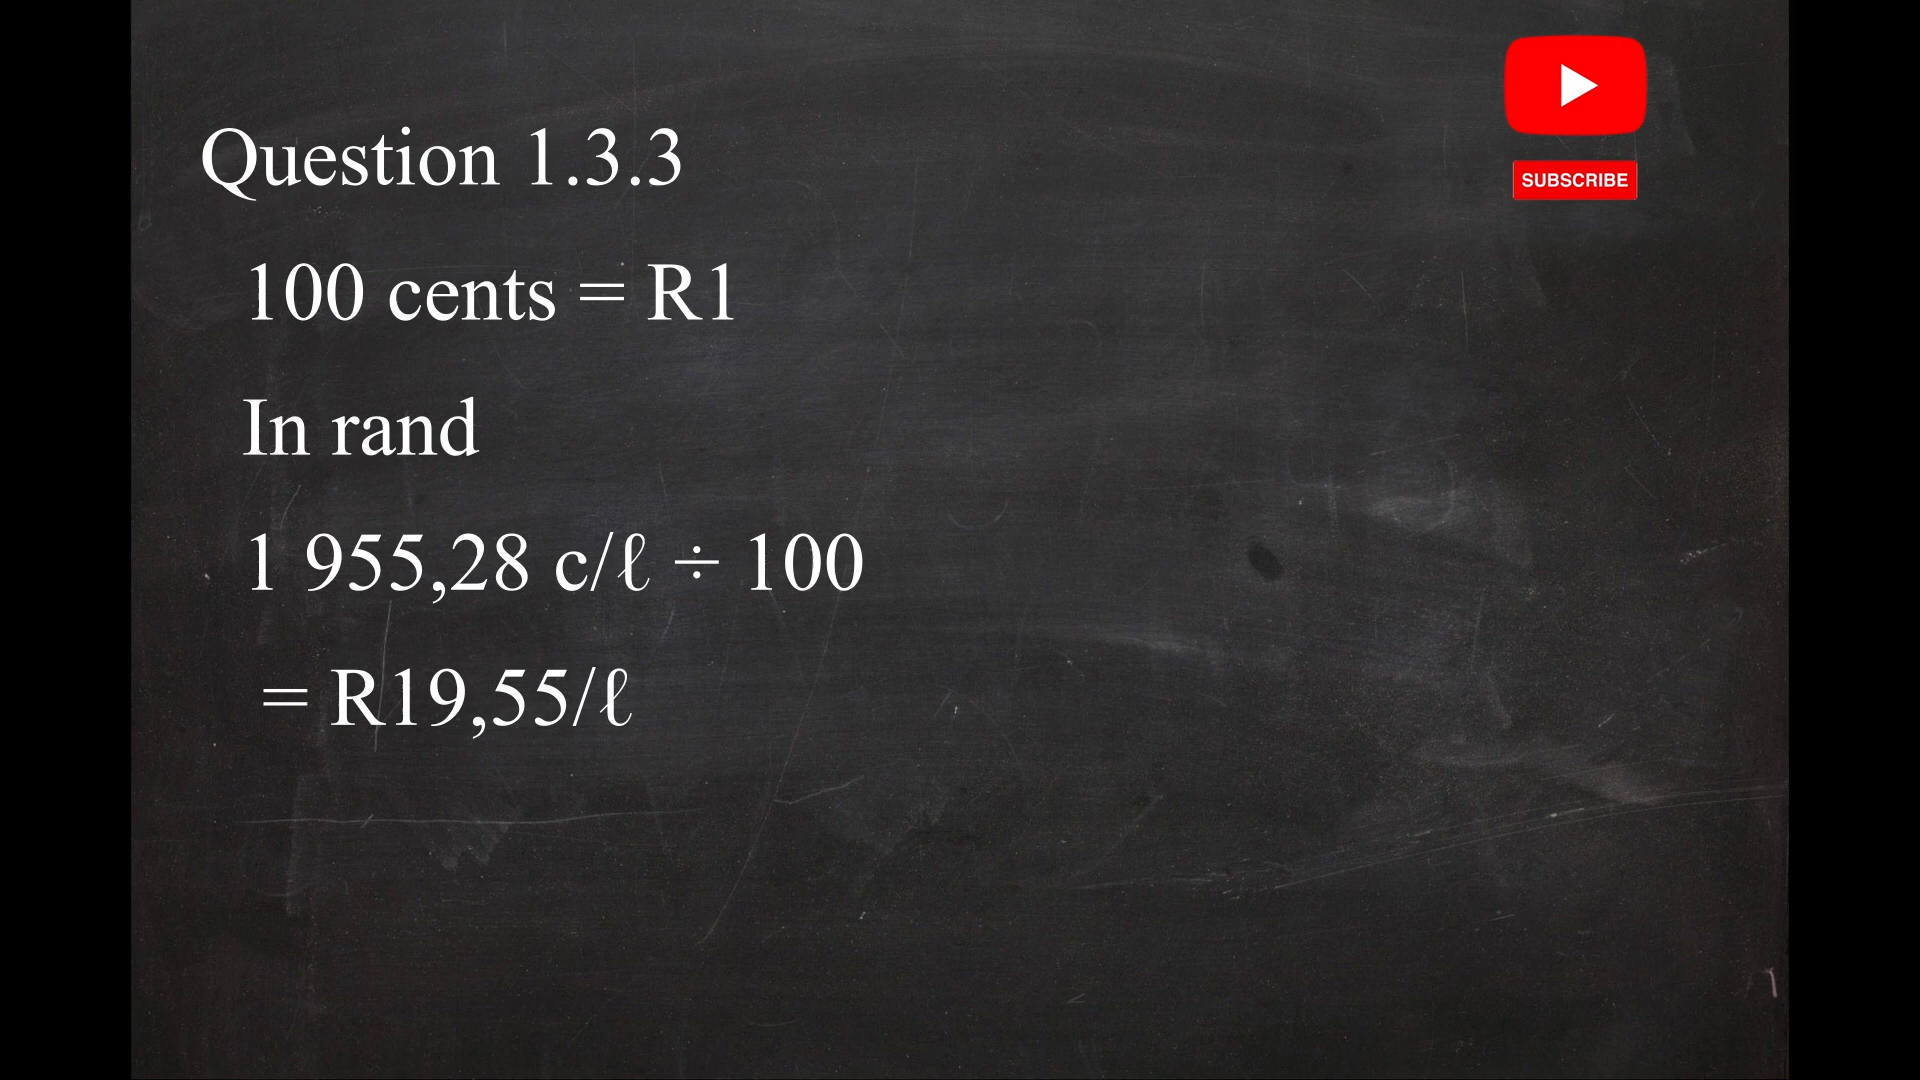 Question 1.3.3
100 cents = R1
In rand
1 955,28 c/ℓ ÷ 100
= R19,55/ℓ
SUBSCRIBE